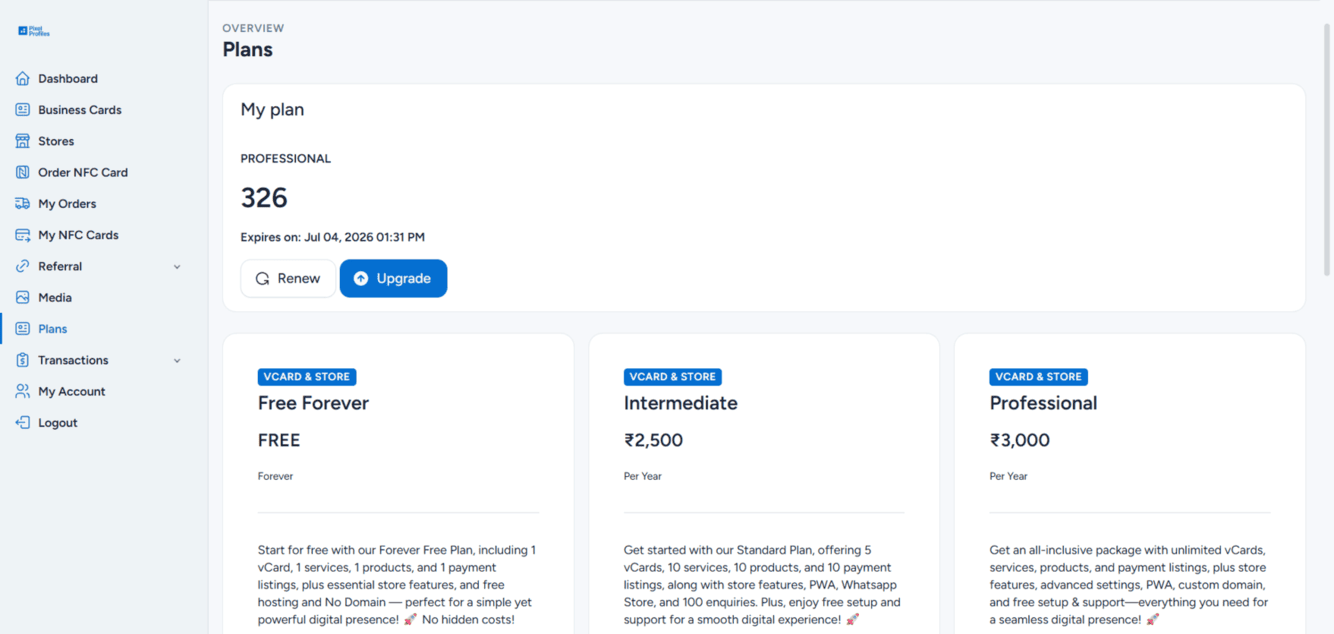 Pixel
Profiles
Dashboard
Business Cards
Stores
Order NFC Card
My Orders
My NFC Cards
Referral
Media
Plans
Transactions
My Account
Logout
OVERVIEW
Plans
My plan
PROFESSIONAL
326
Expires on: Jul 04, 2026 01:31 PM
Renew
Upgrade
VCARD & STORE
Free Forever
FREE
Forever
Start for free with our Forever Free Plan, including 1
vCard, 1 services, 1 products, and 1 payment
listings, plus essential store features, and free
hosting and No Domain — perfect for a simple yet
powerful digital presence! 🚀 No hidden costs!
VCARD & STORE
Intermediate
₹2,500
Per Year
Get started with our Standard Plan, offering 5
vCards, 10 services, 10 products, and 10 payment
listings, along with store features, PWA, Whatsapp
Store, and 100 enquiries. Plus, enjoy free setup and
support for a smooth digital experience! 🚀
VCARD & STORE
Professional
₹3,000
Per Year
Get an all-inclusive package with unlimited vCards,
services, products, and payment listings, plus store
features, advanced settings, PWA, custom domain,
and free setup & support—everything you need for
a seamless digital presence! 🚀